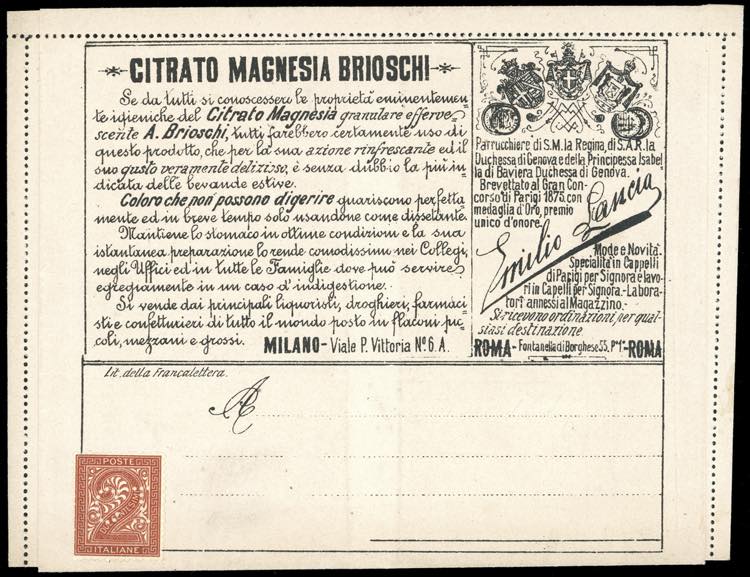 CITRATO MAGNESIA BRIOSCHI
Se da tutti si conoscessero le proprietà eminentemen
te igieniche del Citrato Magnesia granulare efferve-
scente A. Brioschi, tutti farebbero certamente uso di
questo prodotto, che per la sua azione rinfrescante ed il
suo gusto veramente delizioso, è senza dubbio la più in-
dicata delle bevande estive.
Coloro che non possono digerire guariscono perfetta-
mente ed in breve tempo solo usandone come dissetante.
Mantiene lo stomaco in ottime condizioni e la sua
istantanea preparazione lo rende comodissimo nei Collegi,
negli Uffici ed in tutte le Famiglie dove può servire
egregiamente in un caso d'indigestione.
Si vende dai principali liquoristi, droghieri, farmaci-
sti e confetturieri di tutto il mondo posto in flaconi pic-
coli, mezzani e grossi. MILANO - Viale P. Vittoria No. 6. A.
Parrucchiere di S.M. la Regina, di S.A.R. la
Duchessa di Genova e della Principessa Isabel
la di Baviera Duchessa di Genova.
Brevettato al Gran Con-
corso di Parigi 1875, con
medaglia d'Oro, premio
unico d'onore.
Emilio Lancia
Mode e Novità.
Specialità in Cappelli
di Parigi per Signora e lavo-
ri in Capelli per Signora.- Labora-
tori annessi al Magazzino.-
Si ricevono ordinazioni, per qual-
siasi destinazione
ROMA - Fontanella di Borghese 55, P.º 1º - ROMA
Lit. della Francalettera.
A
POSTE
2
DUE CENTESIMI
ITALIANE